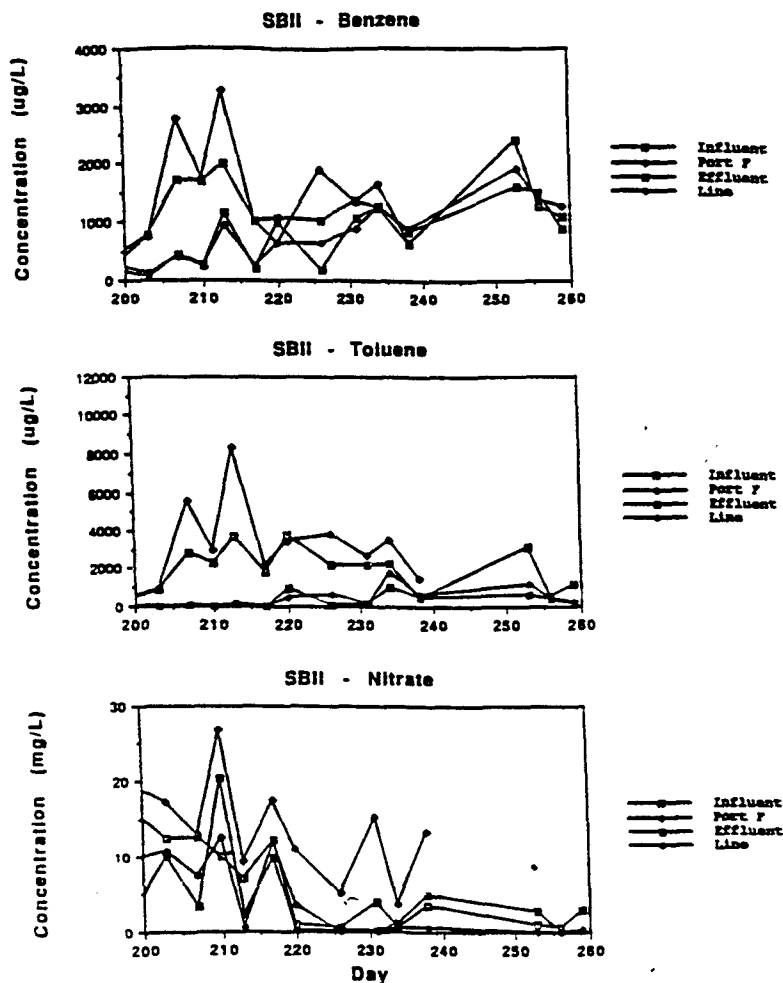 SBII - Benzene
Concentration (ug/L)
4000
3000
2000
1000
0
200 210 220 230 240 250 260
Influent
Port F
Effluent
Line
SBII - Toluene
Concentration (ug/L)
12000
10000
8000
6000
4000
2000
0
200 210 220 230 240 250 260
Influent
Port F
Effluent
Line
SBII - Nitrate
Concentration (mg/L)
30
20
10
0
200 210 220 230 240 250 260
Day
Influent
Port F
Effluent
Line